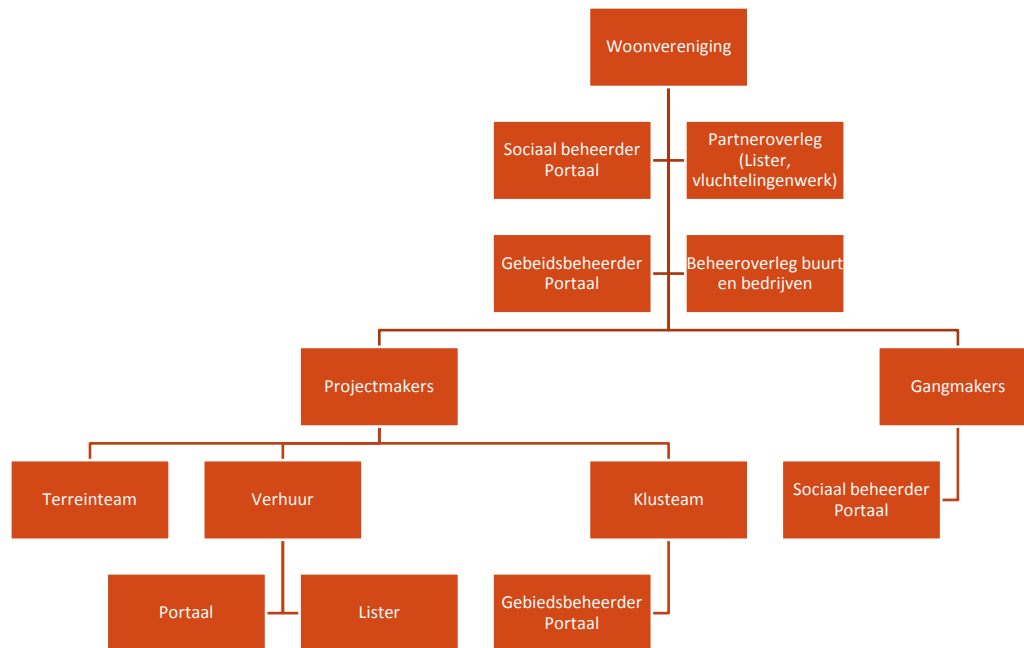 Woonvereniging
Sociaal beheerder
Portaal
Partneroverleg
(Lister,
vluchtelingenwerk)
Gebeidsbeheerder
Portaal
Beheeroverleg buurt
en bedrijven
Projectmakers
Gangmakers
Terreinteam
Verhuur
Klusteam
Sociaal beheerder
Portaal
Portaal
Lister
Gebiedsbeheerder
Portaal